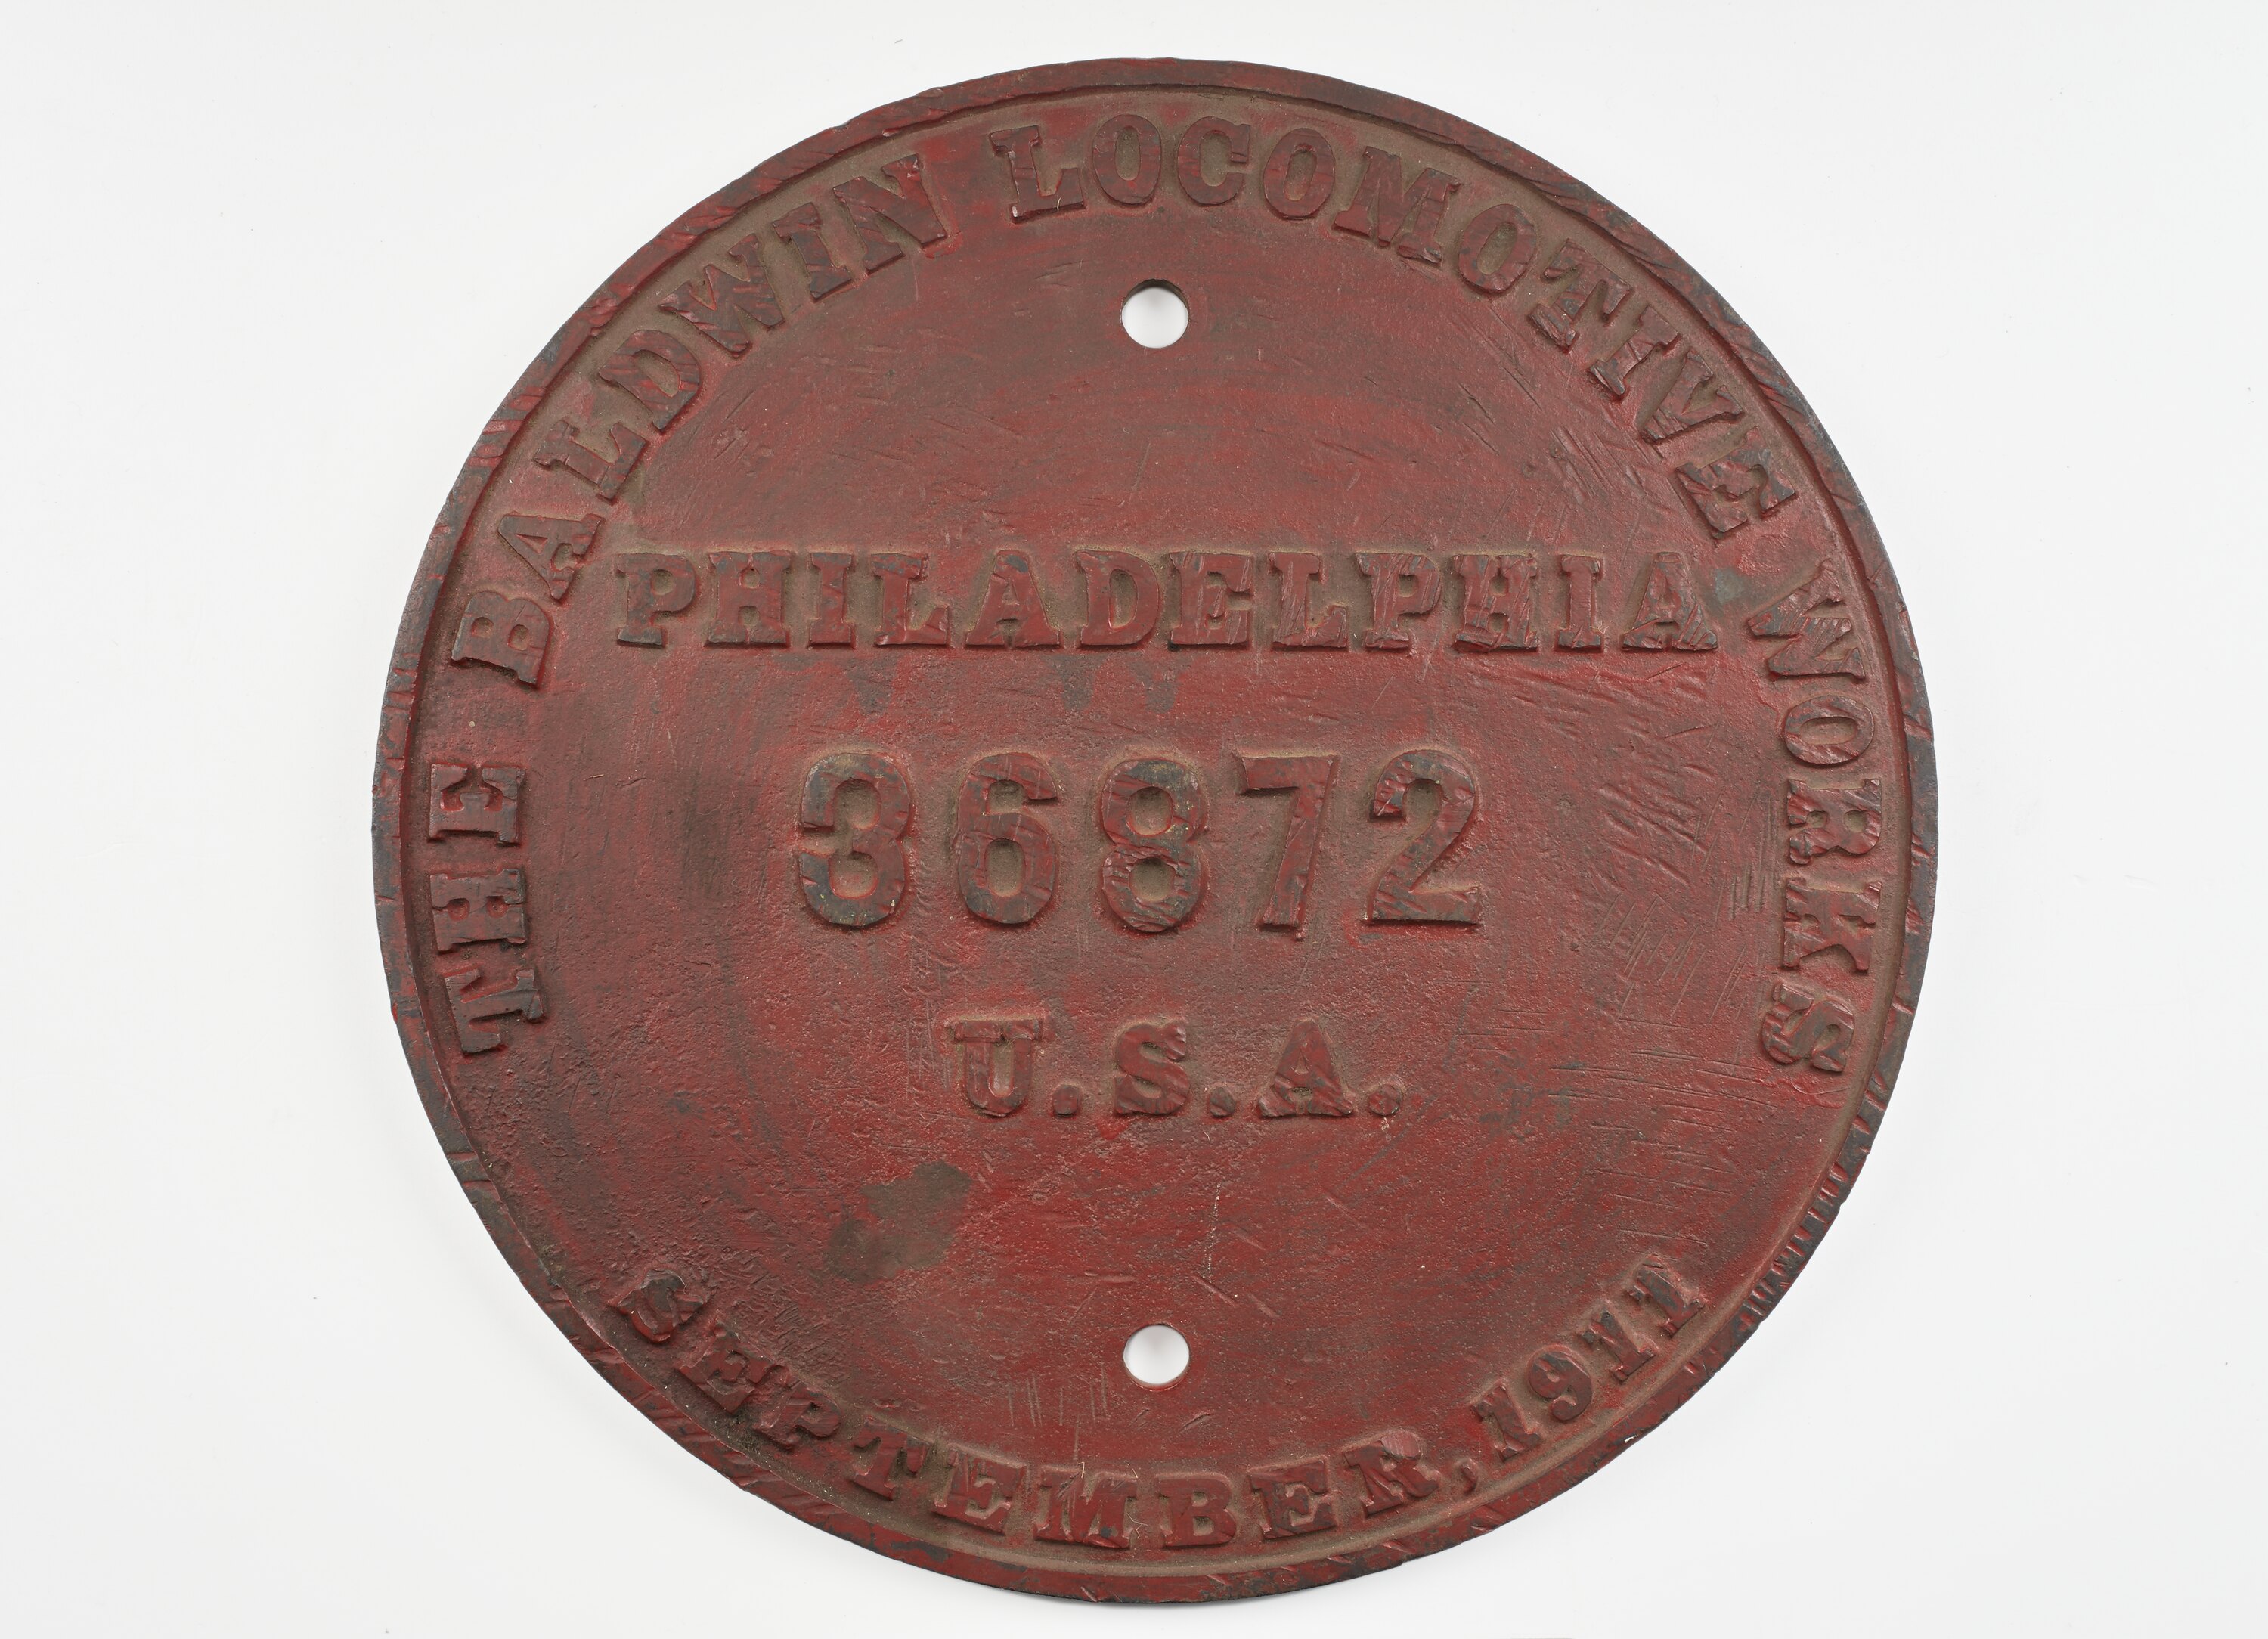 THE BALDWIN LOCOMOTIVE WORKS
PHILADELPHIA
36872
U.S.A.
SEPTEMBER, 1911